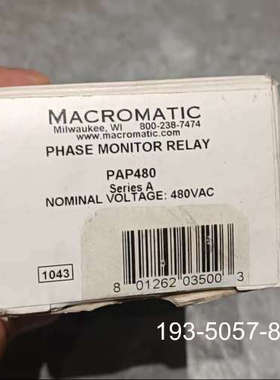 MACROMATIC
Milwaukee, WI 800-238-7474
www.macromatic.com
PHASE MONITOR RELAY
PAP480
Series A
NOMINAL VOLTAGE: 480VAC
1043
8 01262 03500 3
193-5057-8